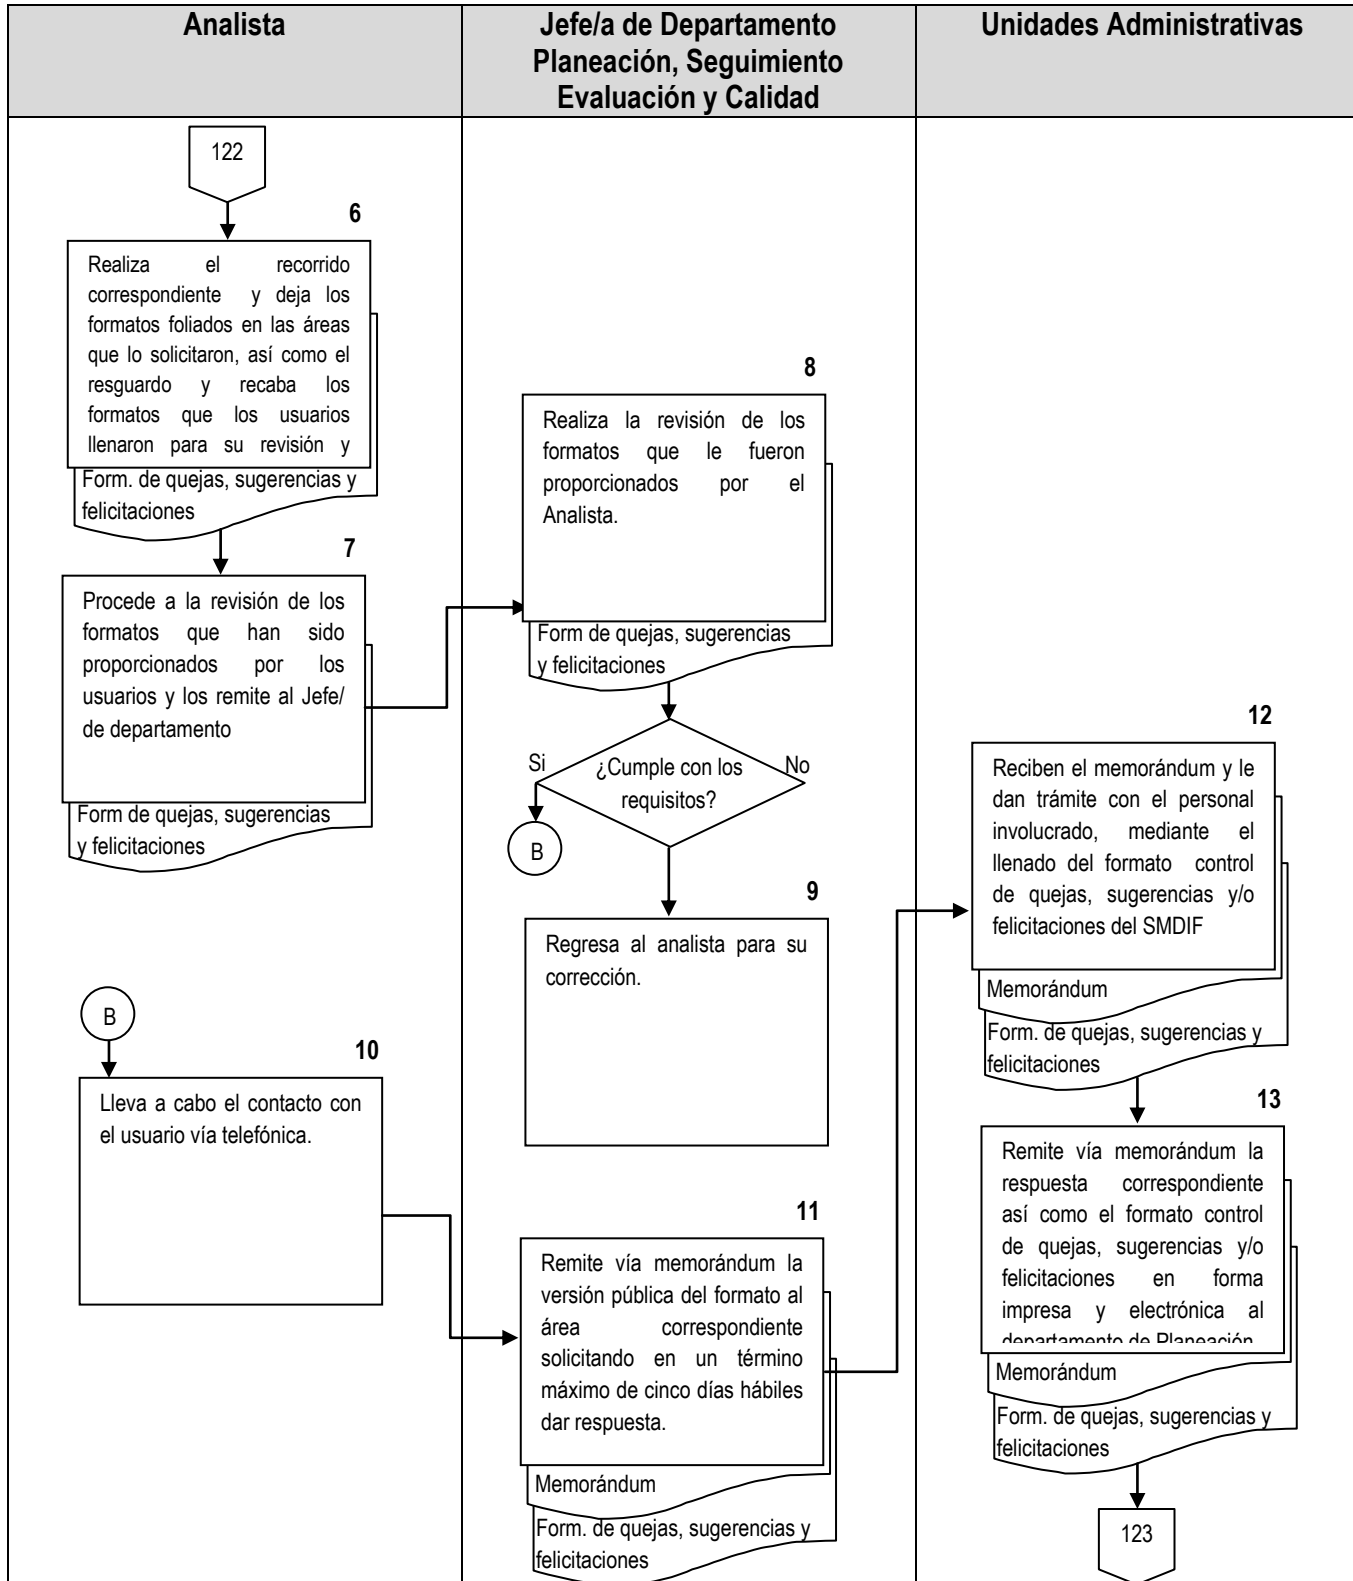 Analista
Jefe/a de Departamento
Planeación, Seguimiento
Evaluación y Calidad
Unidades Administrativas
122
6
Realiza el recorrido
correspondiente y deja los
formatos foliados en las áreas
que lo solicitaron, así como el
resguardo y recaba los
formatos que los usuarios
llenaron para su revisión y
Form. de quejas, sugerencias y
felicitaciones
7
Procede a la revisión de los
formatos que han sido
proporcionados por los
usuarios y los remite al Jefe/
de departamento
Form de quejas, sugerencias
y felicitaciones
B
10
Lleva a cabo el contacto con
el usuario vía telefónica.
8
Realiza la revisión de los
formatos que le fueron
proporcionados por el
Analista.
Form de quejas, sugerencias
y felicitaciones
Si
¿Cumple con los
requisitos?
No
B
9
Regresa al analista para su
corrección.
11
Remite vía memorándum la
versión pública del formato al
área correspondiente
solicitando en un término
máximo de cinco días hábiles
dar respuesta.
Memorándum
Form. de quejas, sugerencias y
felicitaciones
12
Reciben el memorándum y le
dan trámite con el personal
involucrado, mediante el
llenado del formato control
de quejas, sugerencias y/o
felicitaciones del SMDIF
Memorándum
Form. de quejas, sugerencias y
felicitaciones
13
Remite vía memorándum la
respuesta correspondiente
así como el formato control
de quejas, sugerencias y/o
felicitaciones en forma
impresa y electrónica al
departamento de Planeación
Memorándum
Form. de quejas, sugerencias y
felicitaciones
123